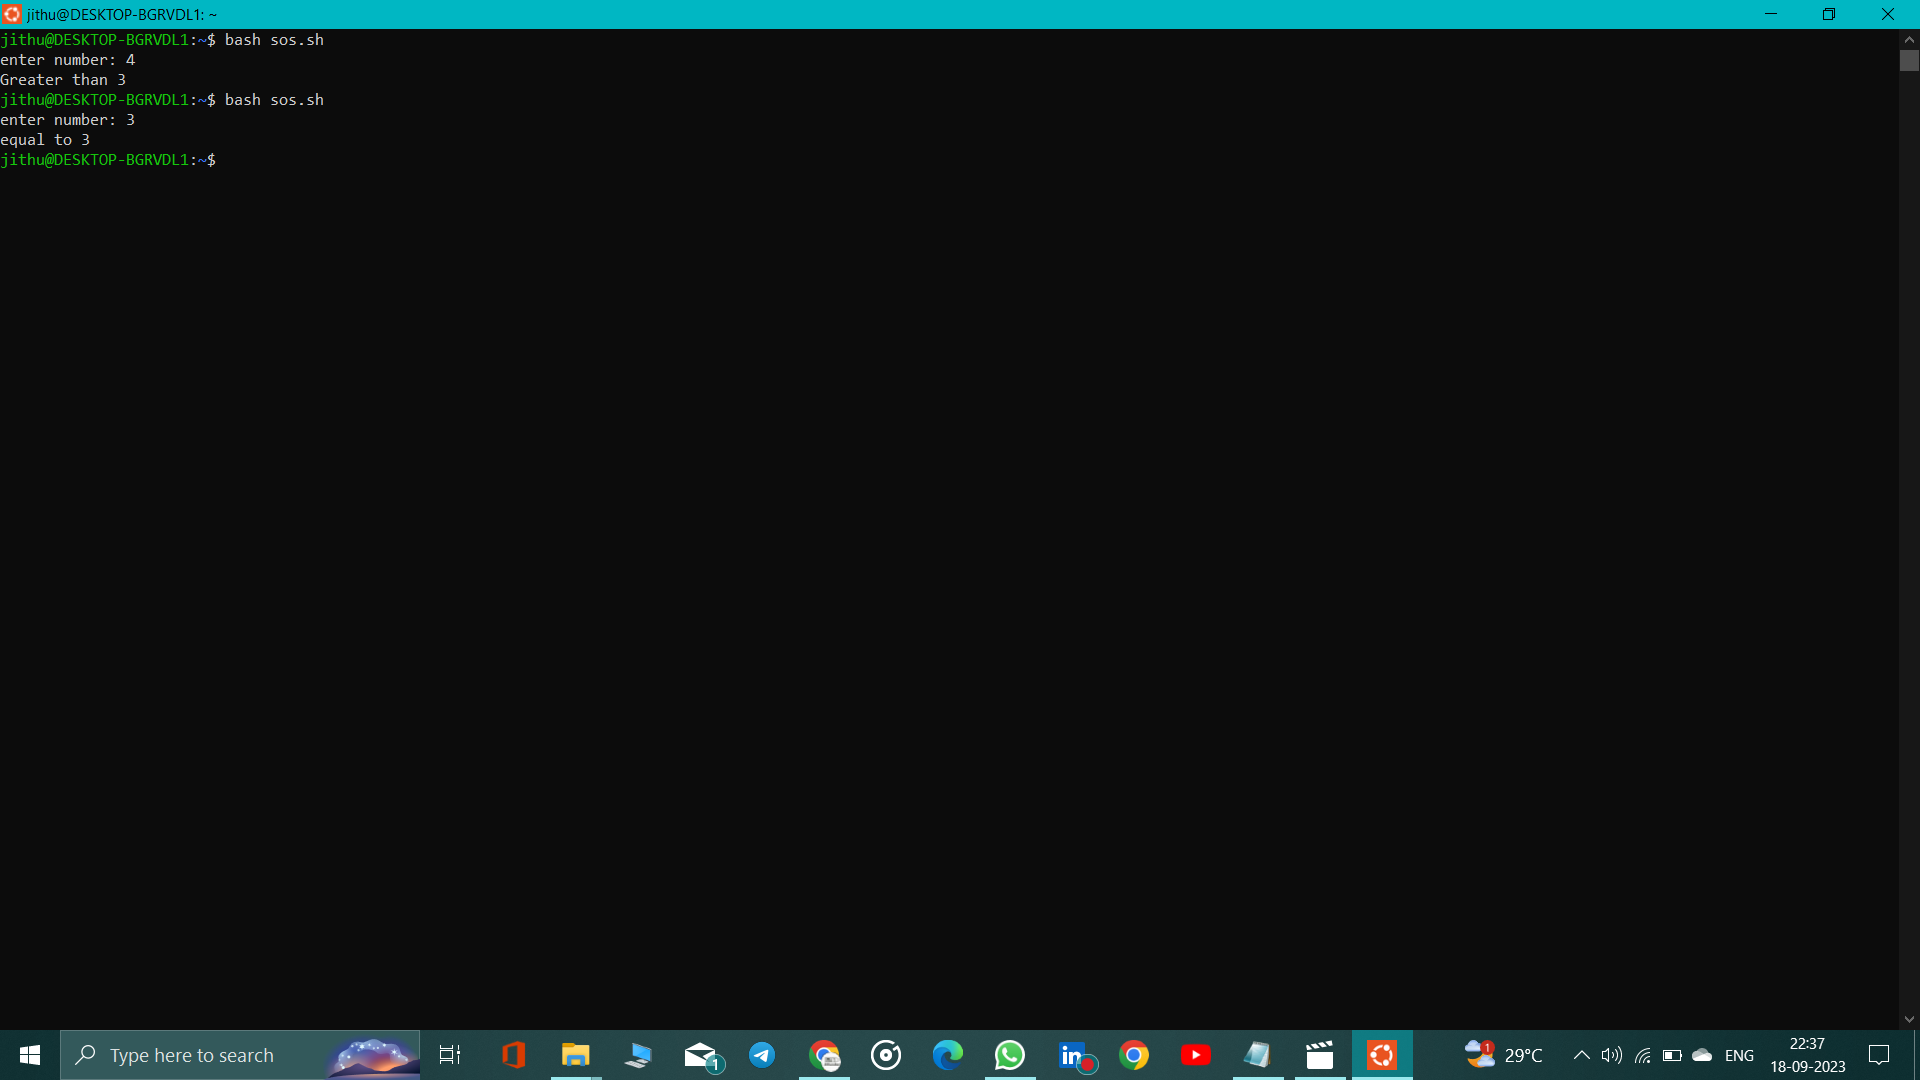 jithu@DESKTOP-BGRVDL1: ~
jithu@DESKTOP-BGRVDL1:~$ bash sos.sh
enter number: 4
Greater than 3
jithu@DESKTOP-BGRVDL1:~$ bash sos.sh
enter number: 3
equal to 3
jithu@DESKTOP-BGRVDL1:~$
Type here to search
1
in
1
29°C
ENG
22:37
18-09-2023